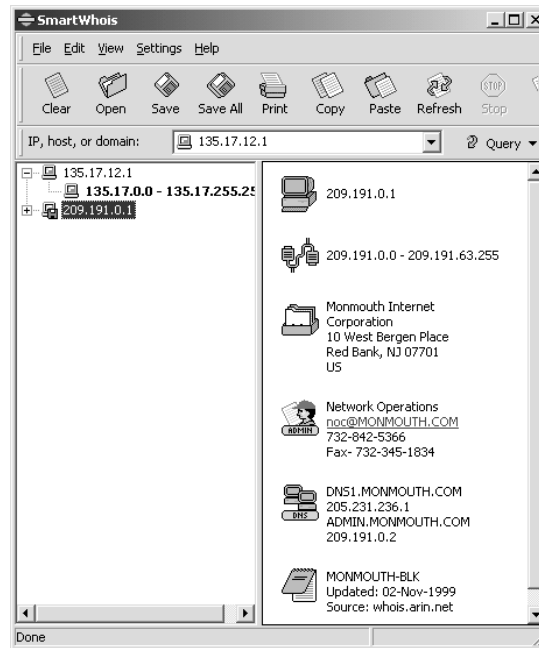 SmartWhois
File Edit View Settings Help
Clear Open Save Save All Print Copy Paste Refresh Stop
IP, host, or domain: 135.17.12.1 Query
135.17.12.1
135.17.0.0 - 135.17.255.25
209.191.0.1
209.191.0.1
209.191.0.0 - 209.191.63.255
Monmouth Internet
Corporation
10 West Bergen Place
Red Bank, NJ 07701
US
Network Operations
noc@MONMOUTH.COM
732-842-5366
Fax- 732-345-1834
ADMIN
DNS1.MONMOUTH.COM
205.231.236.1
ADMIN.MONMOUTH.COM
209.191.0.2
DNS
MONMOUTH-BLK
Updated: 02-Nov-1999
Source: whois.arin.net
Done